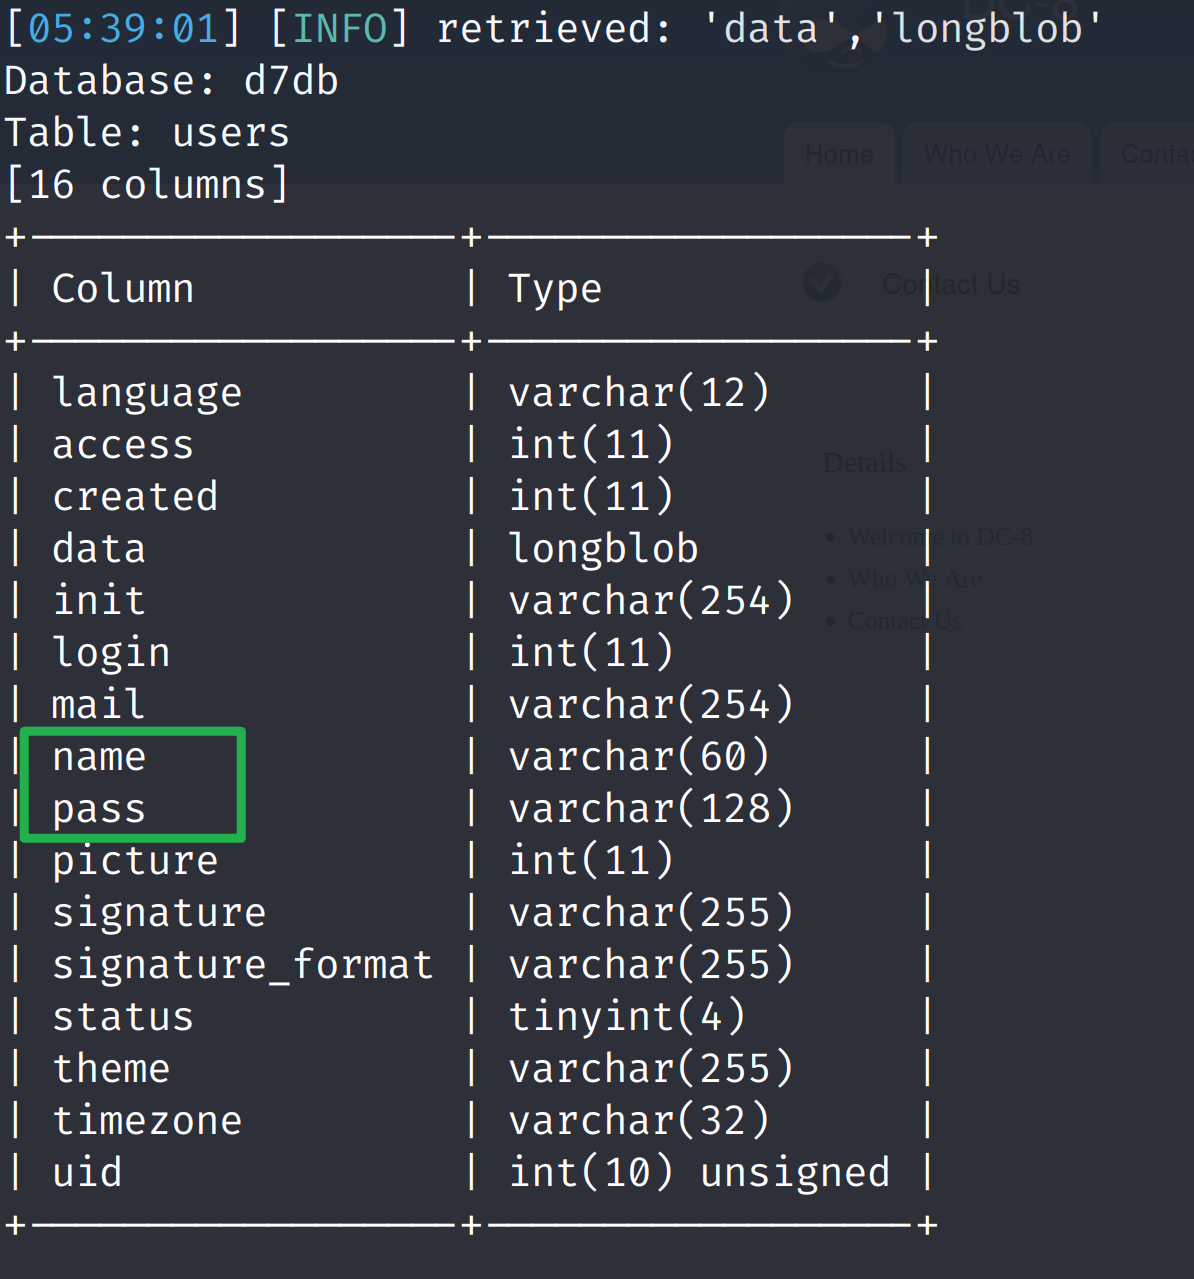 DC-8
[05:39:01] [INFO] retrieved: 'data','longblob'
Database: d7db
Table: users
Home Who We Are
[16 columns]
+------------------+------------------+
| Column | Type |
Contact Us
+------------------+------------------+
| language | varchar(12) |
| access | int(11) |
Details
| created | int(11) |
| data | longblob |
Welcome to DC-8
| init | varchar(254) |
Who We Are
| login | int(11) |
Contact Us
| mail | varchar(254) |
| name | varchar(60) |
| pass | varchar(128) |
| picture | int(11) |
| signature | varchar(255) |
| signature_format | varchar(255) |
| status | tinyint(4) |
| theme | varchar(255) |
| timezone | varchar(32) |
| uid | int(10) unsigned |
+------------------+------------------+